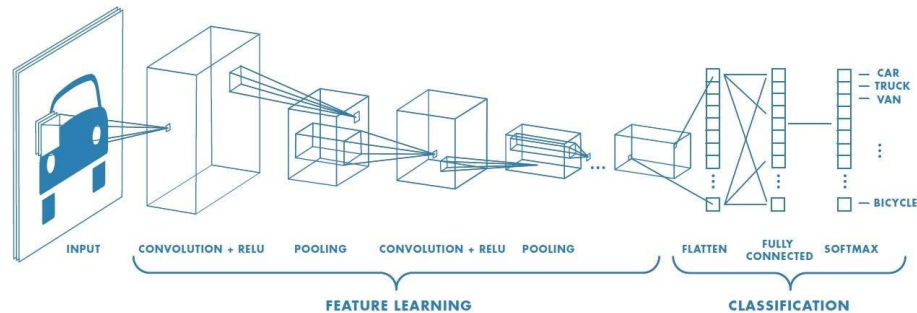 CAR
TRUCK
VAN
BICYCLE
INPUT
CONVOLUTION + RELU
POOLING
CONVOLUTION + RELU
POOLING
FLATTEN
FULLY
CONNECTED
SOFTMAX
FEATURE LEARNING
CLASSIFICATION